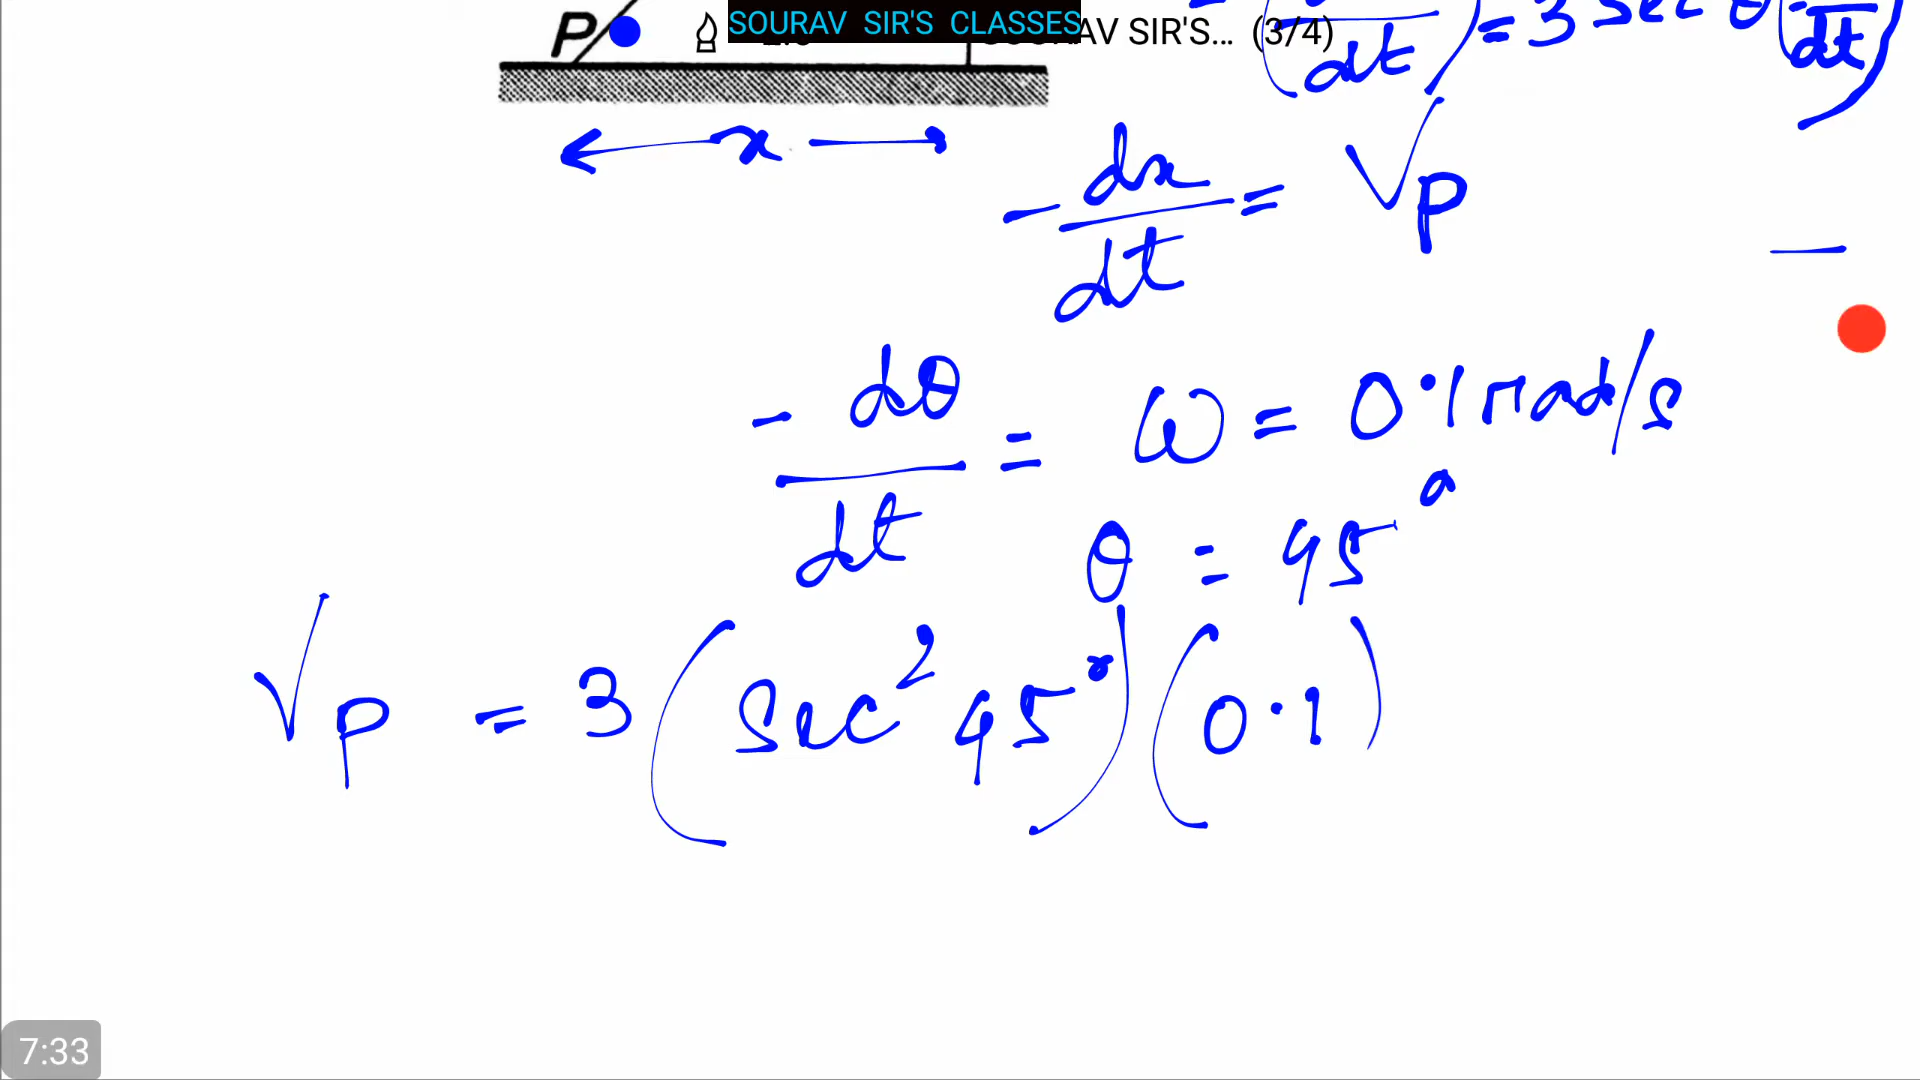 P
SOURAV SIR'S CLASSES
AV SIR'S... (3/4)
dt) = 3 sec θ (dt)
x
- dx/dt = Vp
- dθ/dt = ω = 0.1 rad/s
θ = 45°
Vp = 3 (Sec² 45°) (0.1)
7:33